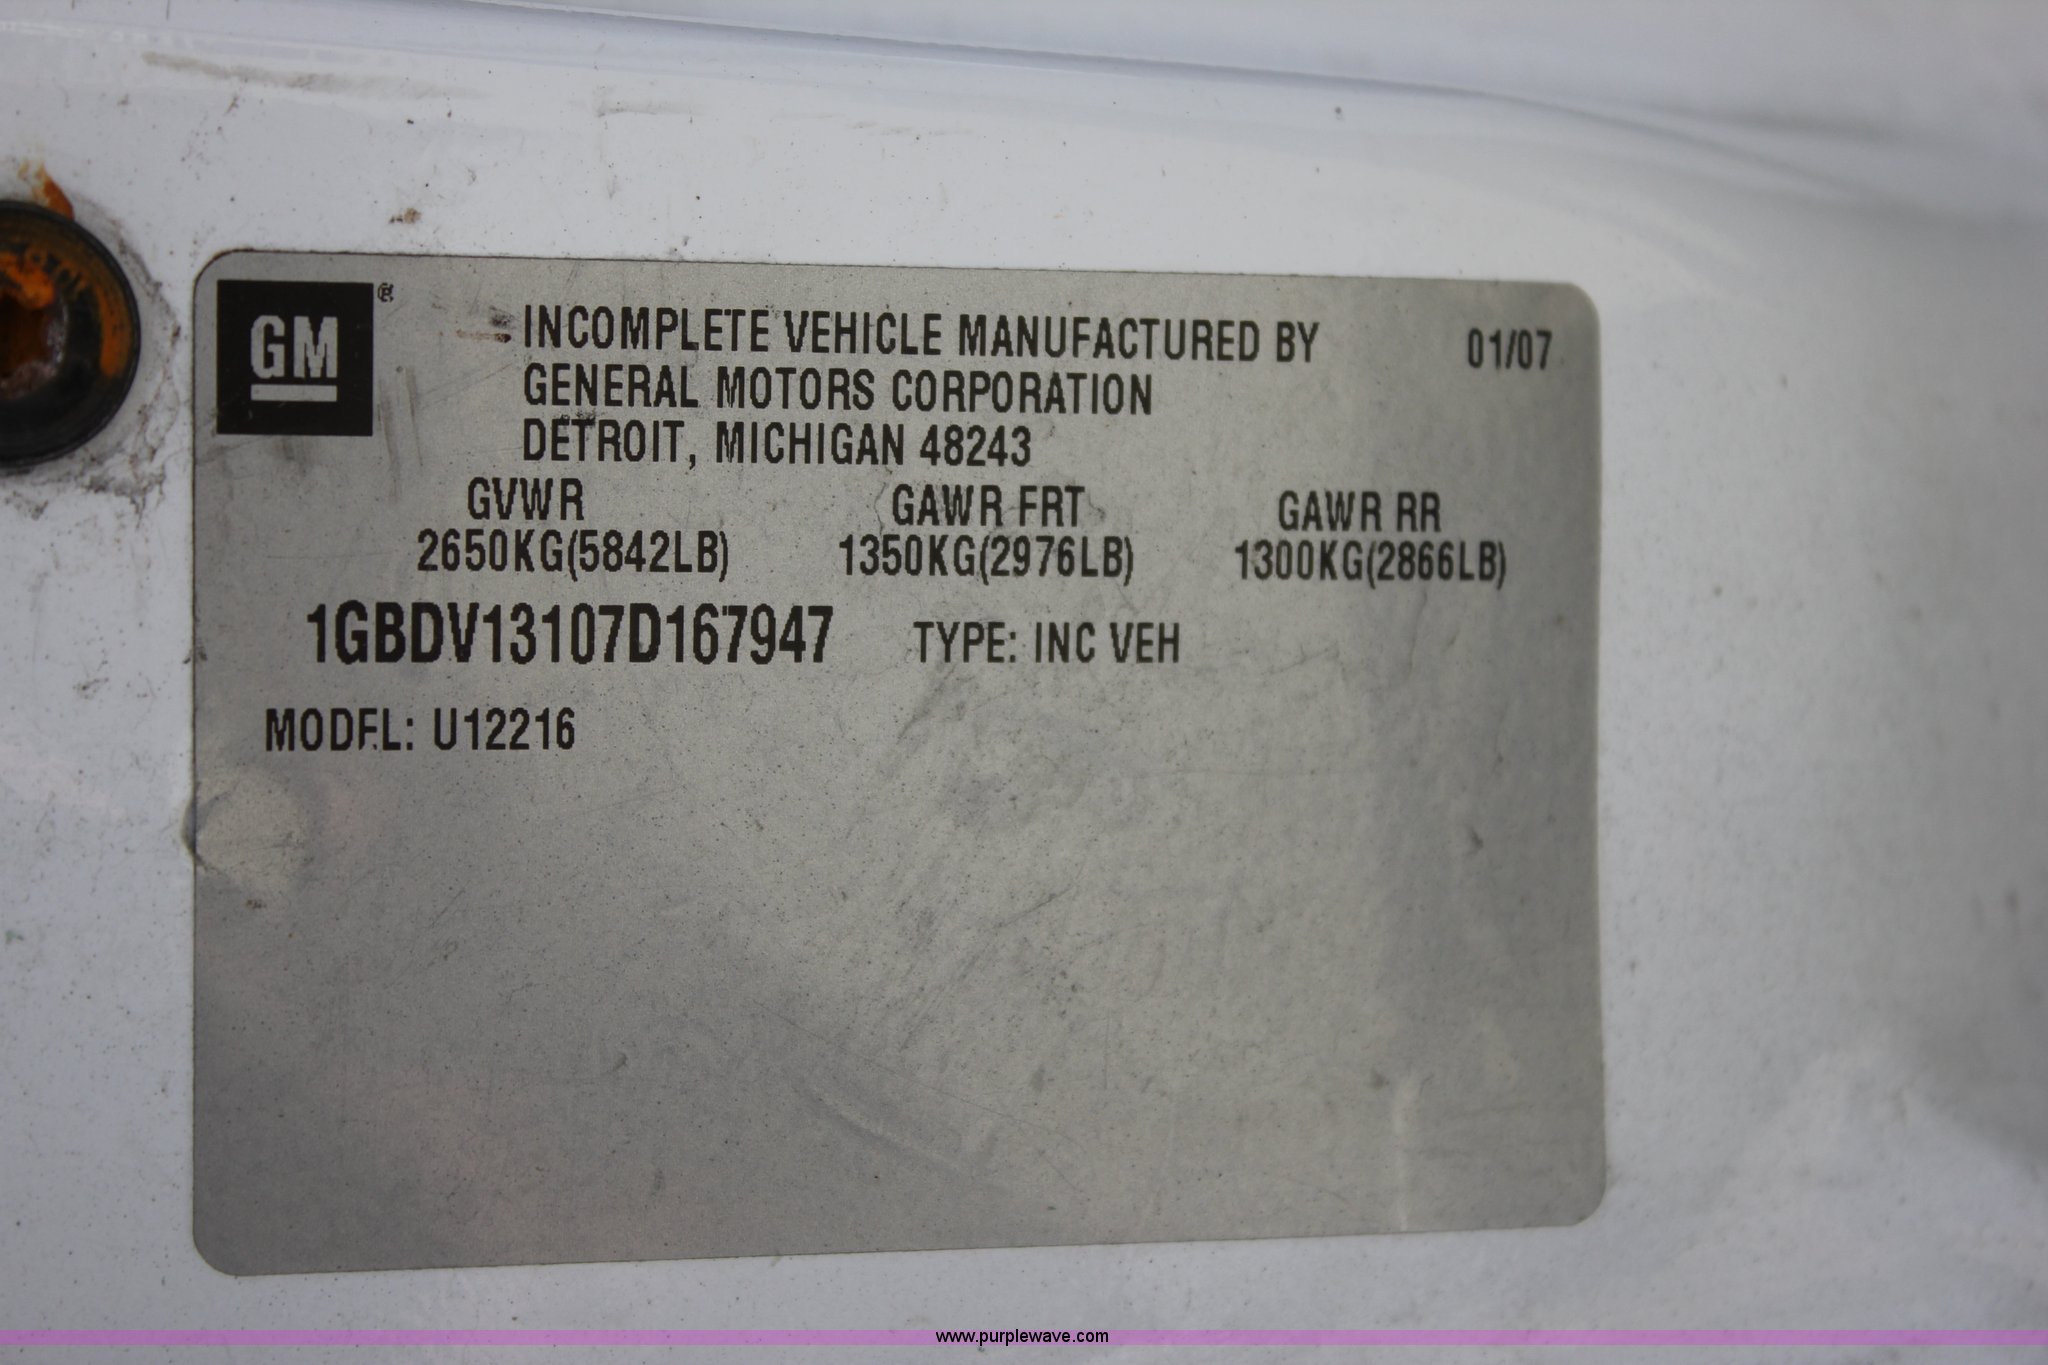 GM®
INCOMPLETE VEHICLE MANUFACTURED BY 01/07
GENERAL MOTORS CORPORATION
DETROIT, MICHIGAN 48243
GVWR GAWR FRT GAWR RR
2650KG(5842LB) 1350KG(2976LB) 1300KG(2866LB)
1GBDV13107D167947 TYPE: INC VEH
MODEL: U12216
www.purplewave.com